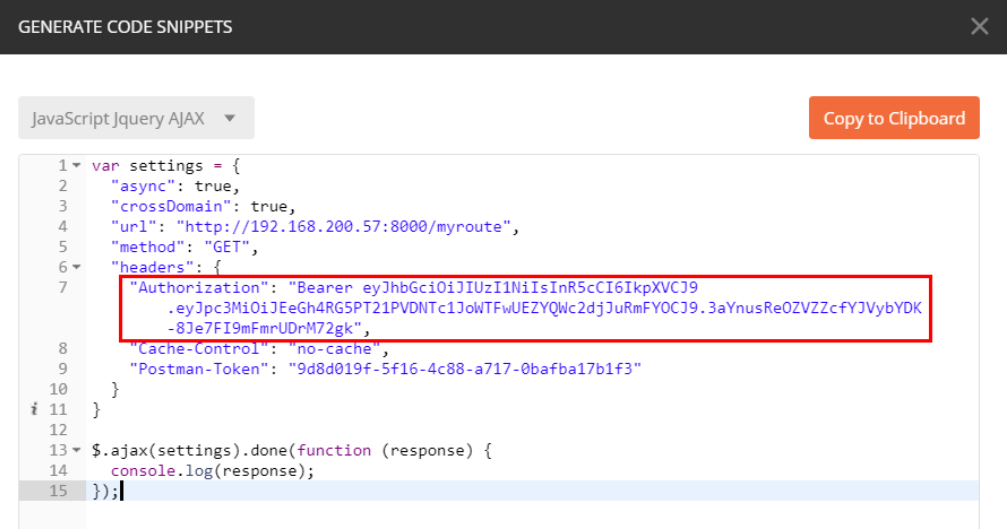 GENERATE CODE SNIPPETS
JavaScript Jquery AJAX
Copy to Clipboard
1 var settings = {
2 "async": true,
3 "crossDomain": true,
4 "url": "http://192.168.200.57:8000/myroute",
5 "method": "GET",
6 "headers": {
7 "Authorization": "Bearer eyJhbGciOiJIUzI1NiIsInR5cCI6IkpXVCJ9
.eyJpc3MiOiJEeGh4RG5PT21PVDNTc1JoWTFwUEZYQWc2djJuRmFYOCJ9.3aYnusReOZVZZcfYJVybYDK
-8Je7FI9mFmrUDrM72gk",
8 "Cache-Control": "no-cache",
9 "Postman-Token": "9d8d019f-5f16-4c88-a717-0bafba17b1f3"
10 }
i 11 }
12
13 $.ajax(settings).done(function (response) {
14 console.log(response);
15 });